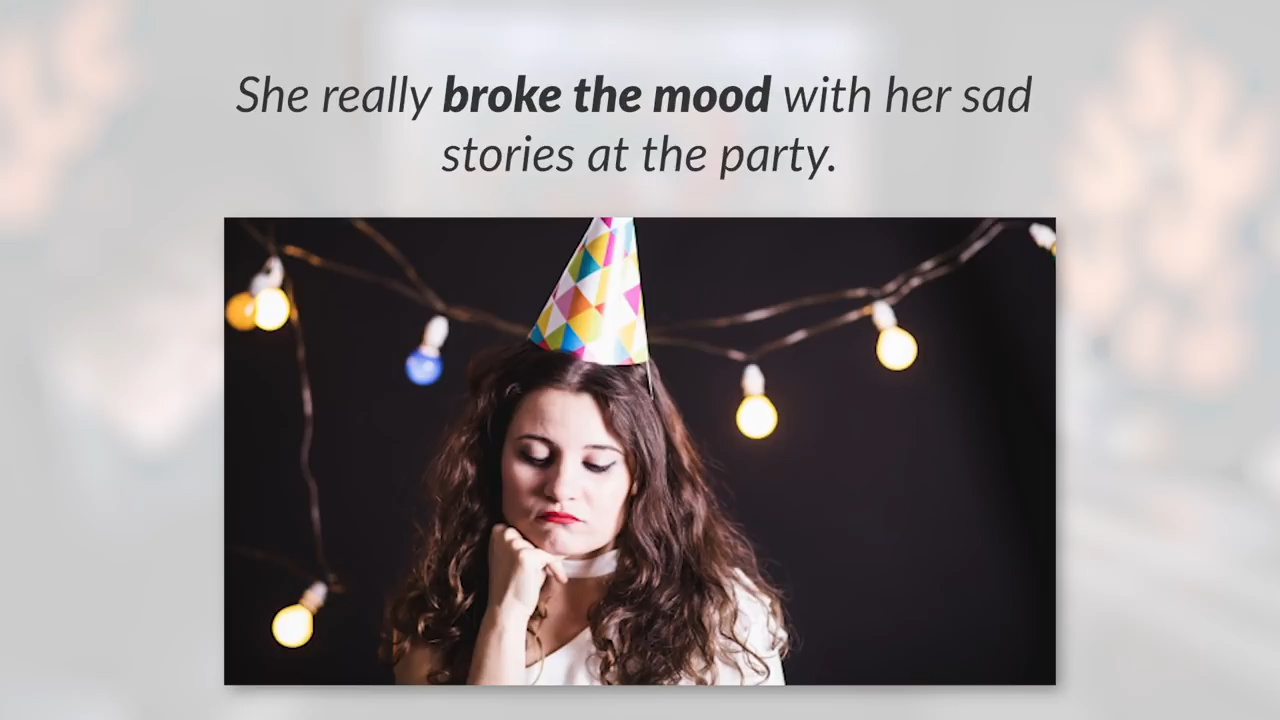 She really broke the mood with her sad
stories at the party.